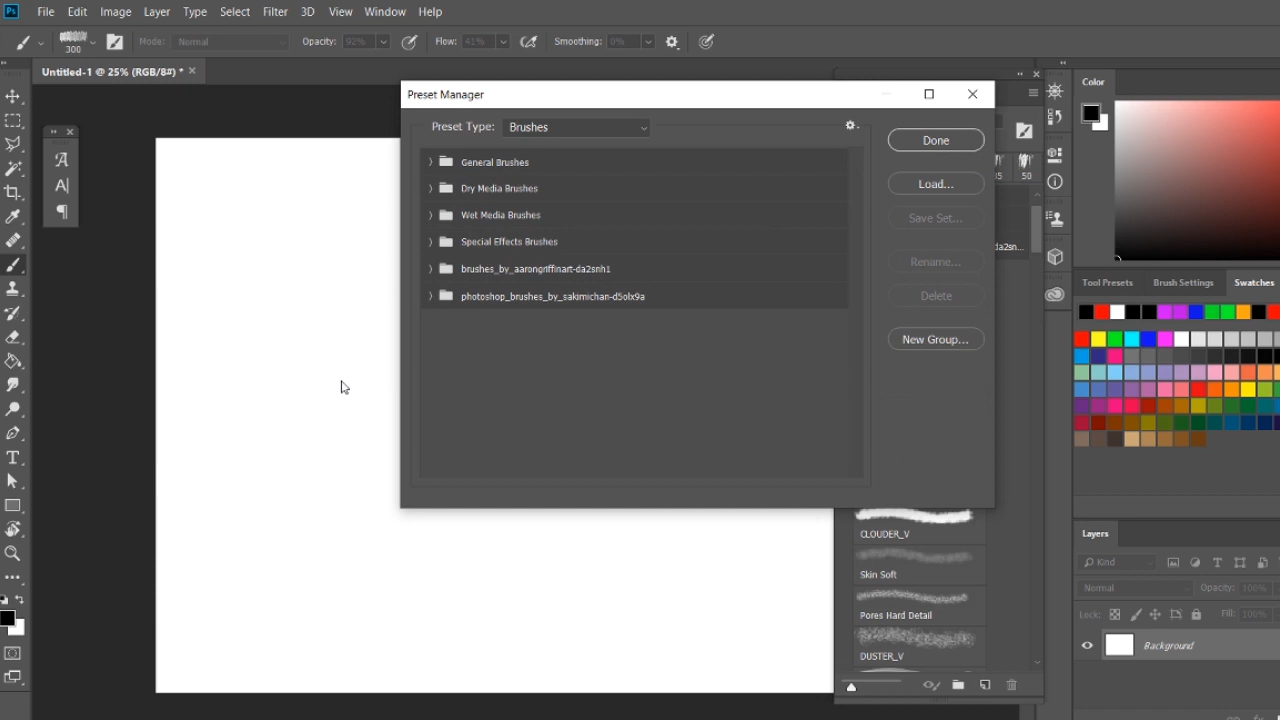 Ps File Edit Image Layer Type Select Filter 3D View Window Help
300 Mode: Normal Opacity: 92% Flow: 41% Smoothing: 0%
Untitled-1 @ 25% (RGB/8#) *
Preset Manager
Preset Type: Brushes
General Brushes
Dry Media Brushes
Wet Media Brushes
Special Effects Brushes
brushes_by_aarongriffinart-da2snh1
photoshop_brushes_by_sakimichan-d5olx9a
Done
Load...
Save Set...
Rename...
Delete
New Group...
50
da2sn...
CLOUDER_V
Skin Soft
Pores Hard Detail
DUSTER_V
Color
Tool Presets Brush Settings Swatches
Layers
Kind
Normal Opacity: 100%
Lock: Fill: 100%
Background